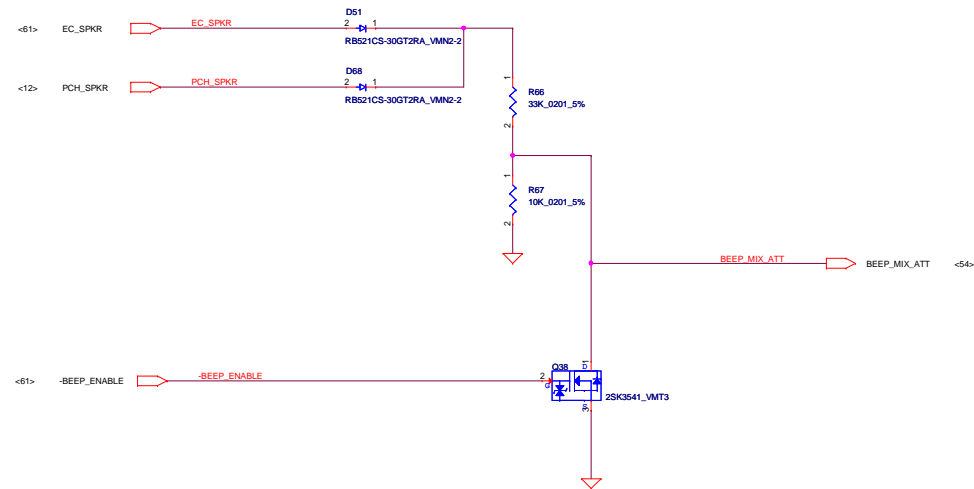 D51
<61> EC_SPKR EC_SPKR 2 1
RB521CS-30GT2RA_VMN2-2
D68
<12> PCH_SPKR PCH_SPKR 2 1
RB521CS-30GT2RA_VMN2-2
1
R66
33K_0201_5%
2
1
R67
10K_0201_5%
2
BEEP_MIX_ATT BEEP_MIX_ATT <54>
1
Q38 D
<61> -BEEP_ENABLE -BEEP_ENABLE 2
G
2SK3541_VMT3
S
3